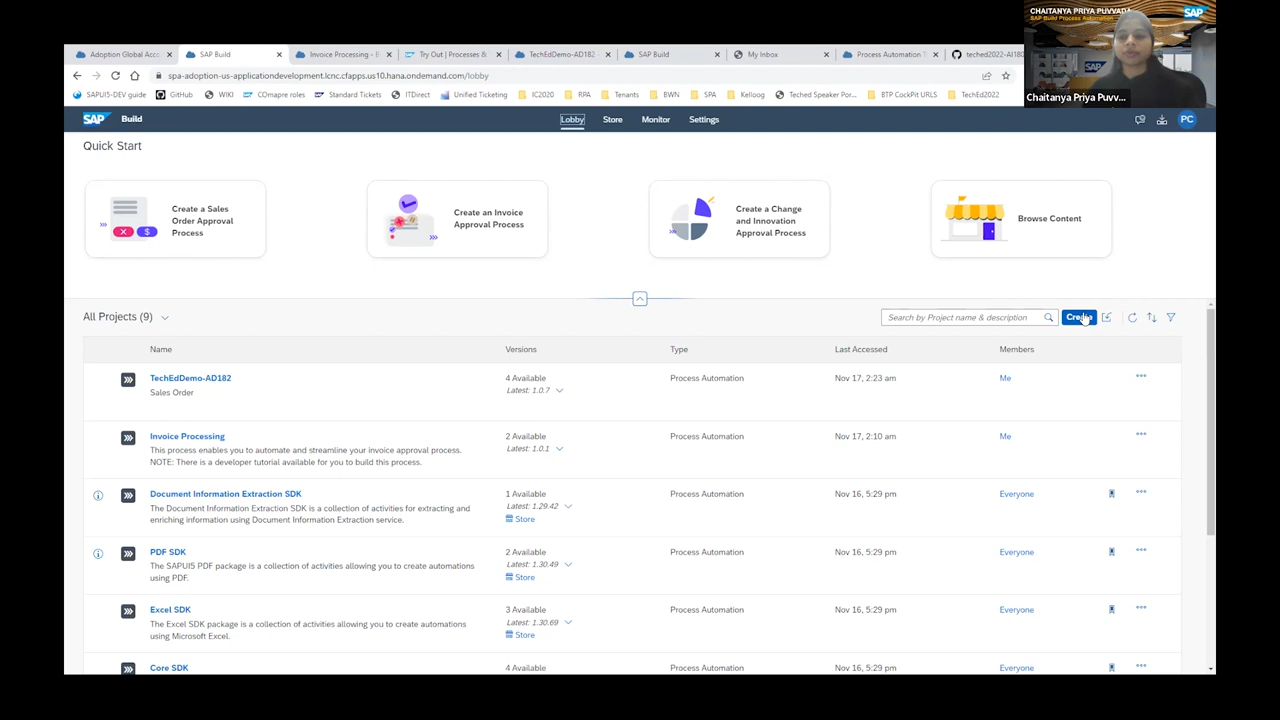 CHAITANYA PRIYA PUVVADA
SAP Build Process Automation
SAP
SAP
Chaitanya Priya Puvv...
Adoption Global Acco
SAP Build
Invoice Processing - B
Try Out | Processes &
TechEdDemo-AD182
SAP Build
My Inbox
Process Automation T
teched2022-AI180
spa-adoption-us-applicationdevelopment.lcnc.cfapps.us10.hana.ondemand.com/lobby
SAPUI5-DEV guide
GitHub
WIKI
COmapre roles
Standard Tickets
ITDirect
Unified Ticketing
IC2020
RPA
Tenants
BWN
SPA
Kelloog
Teched Speaker Por...
BTP CockPit URLS
TechEd2022
SAP Build
Lobby
Store
Monitor
Settings
PC
Quick Start
Create a Sales
Order Approval
Process
Create an Invoice
Approval Process
Create a Change
and Innovation
Approval Process
Browse Content
All Projects (9)
Search by Project name & description
Create
Name
Versions
Type
Last Accessed
Members
TechEdDemo-AD182
Sales Order
4 Available
Latest: 1.0.7
Process Automation
Nov 17, 2:23 am
Me
Invoice Processing
This process enables you to automate and streamline your invoice approval process.
NOTE: There is a developer tutorial available for you to build this process.
2 Available
Latest: 1.0.1
Process Automation
Nov 17, 2:10 am
Me
Document Information Extraction SDK
The Document Information Extraction SDK is a collection of activities for extracting and
enriching information using Document Information Extraction service.
1 Available
Latest: 1.29.42
Store
Process Automation
Nov 16, 5:29 pm
Everyone
PDF SDK
The SAPUI5 PDF package is a collection of activities allowing you to create automations
using PDF.
2 Available
Latest: 1.30.49
Store
Process Automation
Nov 16, 5:29 pm
Everyone
Excel SDK
The Excel SDK package is a collection of activities allowing you to create automations
using Microsoft Excel.
3 Available
Latest: 1.30.69
Store
Process Automation
Nov 16, 5:29 pm
Everyone
Core SDK
4 Available
Process Automation
Nov 16, 5:29 pm
Everyone